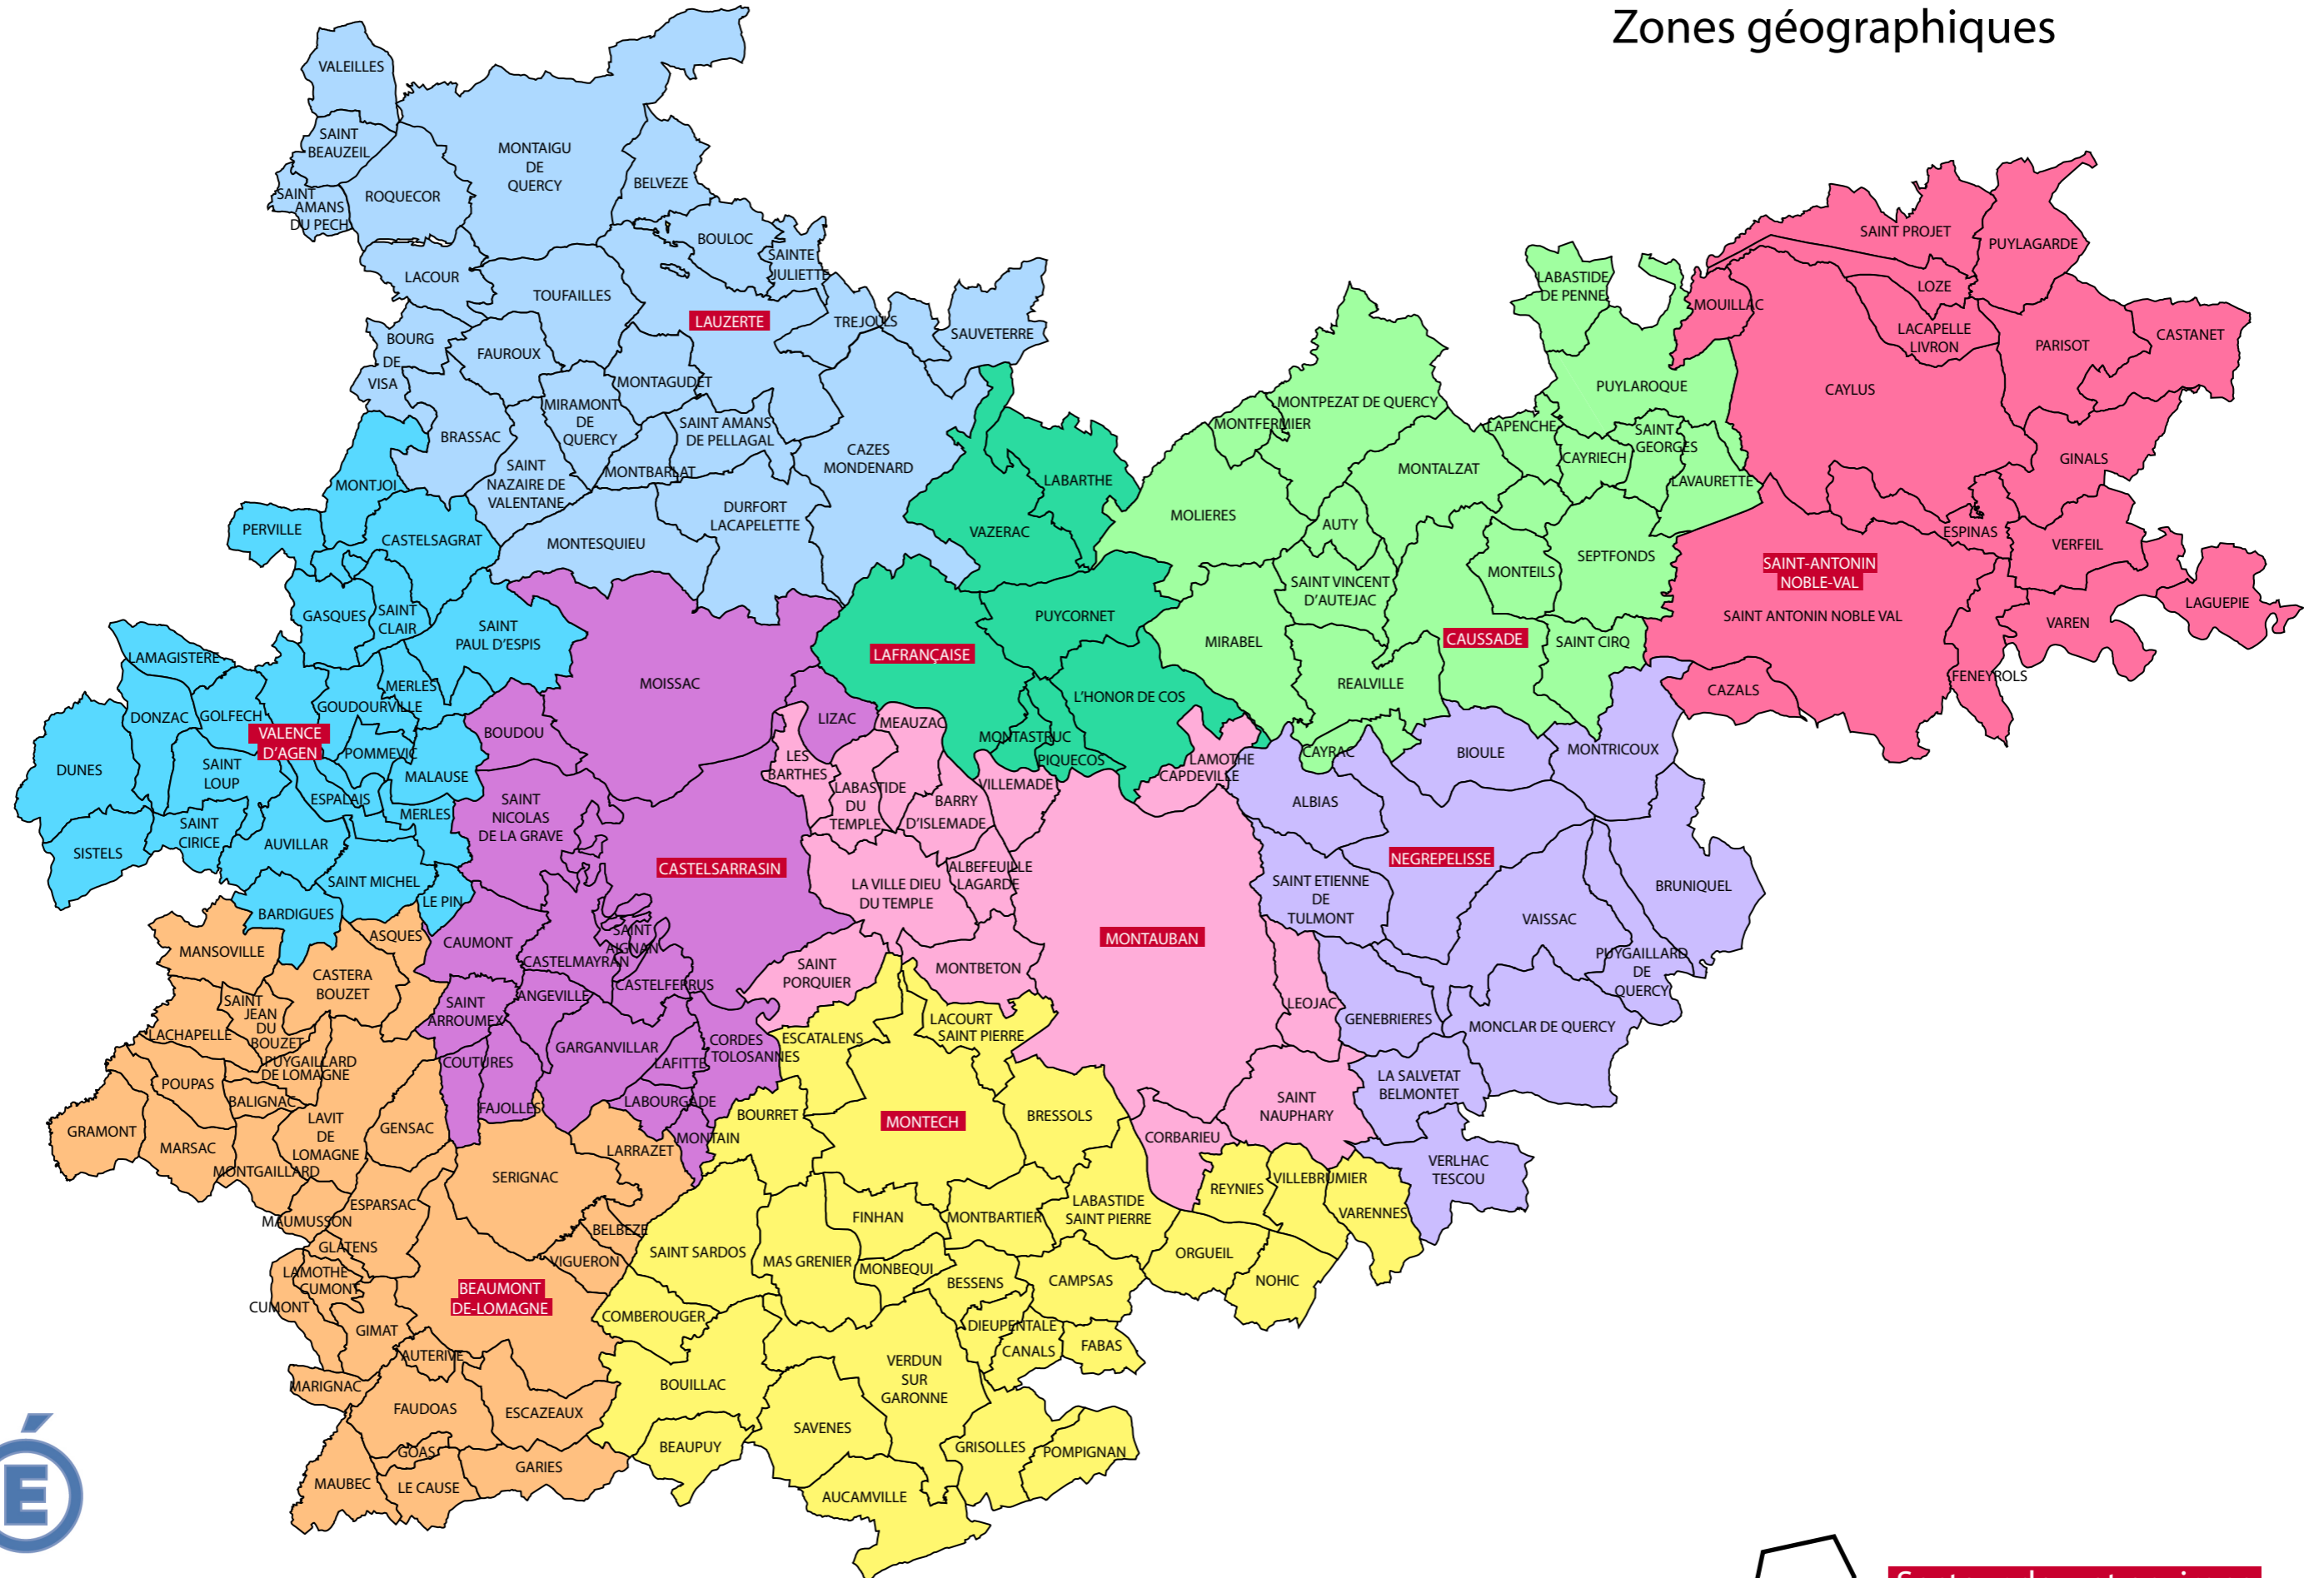 Zones géographiques
VALEILLES
SAINT
BEAUZEIL
SAINT
AMANS
DU PECH
ROQUECOR
MONTAIGU
DE
QUERCY
BELVEZE
BOULOC
SAINTE
JULIETTE
LACOUR
TOUFAILLES
LAUZERTE
TREJOULS
SAUVETERRE
BOURG
DE
VISA
FAUROUX
MONTAGUDET
MIRAMONT
DE
QUERCY
SAINT AMANS
DE PELLAGAL
BRASSAC
SAINT
NAZAIRE DE
VALENTANE
MONTBARLAT
CAZES
MONDENARD
DURFORT
LACAPELETTE
MONTESQUIEU
MONTJOI
PERVILLE
CASTELSAGRAT
GASQUES
SAINT
CLAIR
SAINT
PAUL D'ESPIS
LAMAGISTERE
DONZAC
GOLFECH
VALENCE
D'AGEN
GOUDOURVILLE
MERLES
POMMEVIC
MALAUSE
DUNES
SAINT
LOUP
ESPALAIS
MERLES
SISTELS
SAINT
CIRICE
AUVILLAR
SAINT MICHEL
LE PIN
BARDIGUES
MOISSAC
BOUDOU
LIZAC
SAINT
NICOLAS
DE LA GRAVE
CASTELSARRASIN
CAUMONT
CASTELMAYRAN
SAINT
AIGNAN
CASTELFERRUS
SAINT
ARROUMEX
ANGEVILLE
GARGANVILLAR
CORDES
TOLOSANNES
LAFITTE
COUTURES
FAJOLLES
LABOURGADE
MONTAIN
LABARTHE
VAZERAC
PUYCORNET
LAFRANÇAISE
L'HONOR DE COS
MONTASTRUC
PIQUECOS
MONTPEZAT DE QUERCY
MONTFERMIER
MOLIERES
MONTALZAT
LAPENCHE
AUTY
SAINT VINCENT
D'AUTEJAC
MIRABEL
REALVILLE
CAYRAC
CAUSSADE
MONTEILS
SEPTFONDS
SAINT CIRQ
LABASTIDE
DE PENNE
PUYLAROQUE
CAYRIECH
SAINT
GEORGES
LAVAURETTE
MOUILLAC
SAINT PROJET
PUYLAGARDE
LOZE
LACAPELLE
LIVRON
CAYLUS
PARISOT
CASTANET
GINALS
ESPINAS
VERFEIL
SAINT-ANTONIN
NOBLE-VAL
SAINT ANTONIN NOBLE VAL
VAREN
LAGUEPIE
FENEYROLS
CAZALS
MEAUZAC
LES
BARTHES
LABASTIDE
DU
TEMPLE
BARRY
D'ISLEMADE
VILLEMADE
LAMOTHE
CAPDEVILLE
ALBEFEUILLE
LAGARDE
LA VILLE DIEU
DU TEMPLE
MONTAUBAN
SAINT
PORQUIER
MONTBETON
LEOJAC
SAINT
NAUPHARY
CORBARIEU
BIOULE
MONTRICOUX
ALBIAS
NEGREPELISSE
BRUNIQUEL
SAINT ETIENNE
DE
TULMONT
VAISSAC
PUYGAILLARD
DE
QUERCY
GENEBRIERES
MONCLAR DE QUERCY
LA SALVETAT
BELMONTET
VERLHAC
TESCOU
MANSOVILLE
ASQUES
CASTERA
BOUZET
SAINT
JEAN
DU
BOUZET
LACHAPELLE
PUYGAILLARD
DE LOMAGNE
POUPAS
BALIGNAC
LAVIT
DE
LOMAGNE
GENSAC
GRAMONT
MARSAC
MONTGAILLARD
MAUMUSSON
ESPARSAC
GLATENS
LAMOTHE
CUMONT
CUMONT
GIMAT
AUTERIVE
MARIGNAC
FAUDOAS
ESCAZEAUX
GOAS
MAUBEC
LE CAUSE
GARIES
SERIGNAC
LARRAZET
BELBEZE
VIGUERON
BEAUMONT
DE-LOMAGNE
ESCATALENS
LACOURT
SAINT PIERRE
BOURRET
MONTECH
BRESSOLS
FINHAN
MONTBARTIER
LABASTIDE
SAINT PIERRE
REYNIES
VILLEBRUMIER
VARENNES
SAINT SARDOS
MAS GRENIER
MONBEQUI
BESSENS
CAMPSAS
ORGUEIL
NOHIC
COMBEROUGER
DIEUPENTALE
CANALS
FABAS
BOUILLAC
VERDUN
SUR
GARONNE
SAVENES
BEAUPUY
GRISOLLES
POMPIGNAN
AUCAMVILLE
É